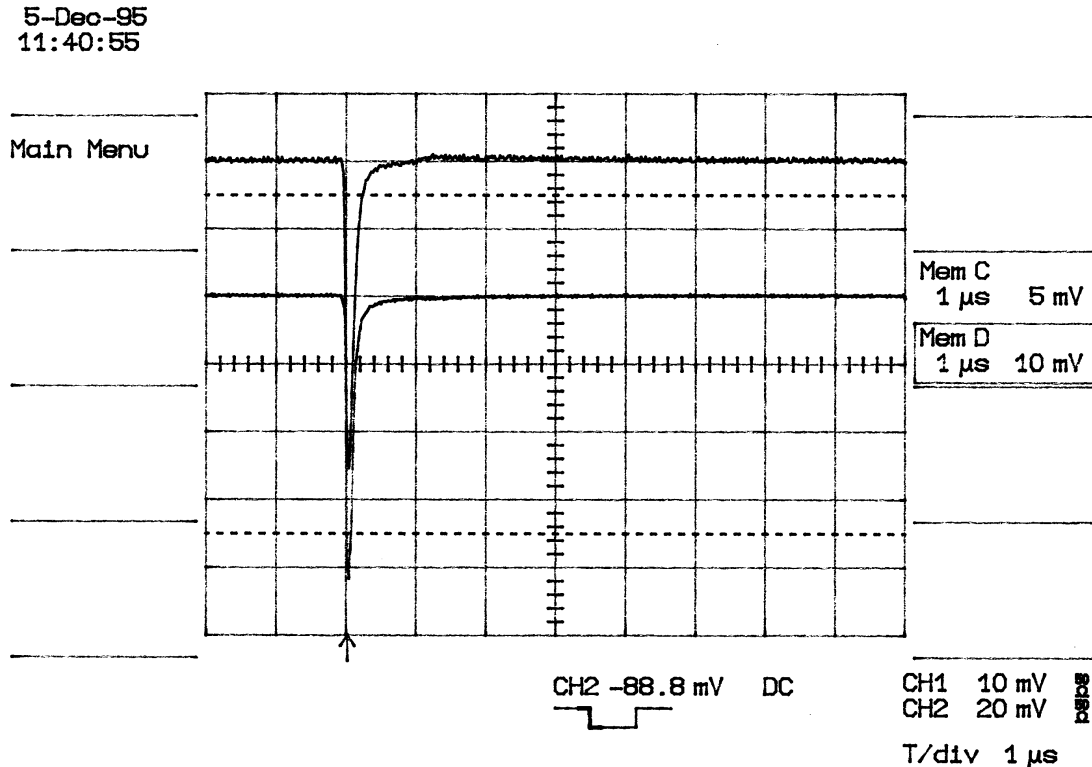 5-Dec-95
11:40:55
Main Menu
Mem C
1 µs 5 mV
Mem D
1 µs 10 mV
CH2 -88.8 mV DC
CH1 10 mV
CH2 20 mV
T/div 1 µs